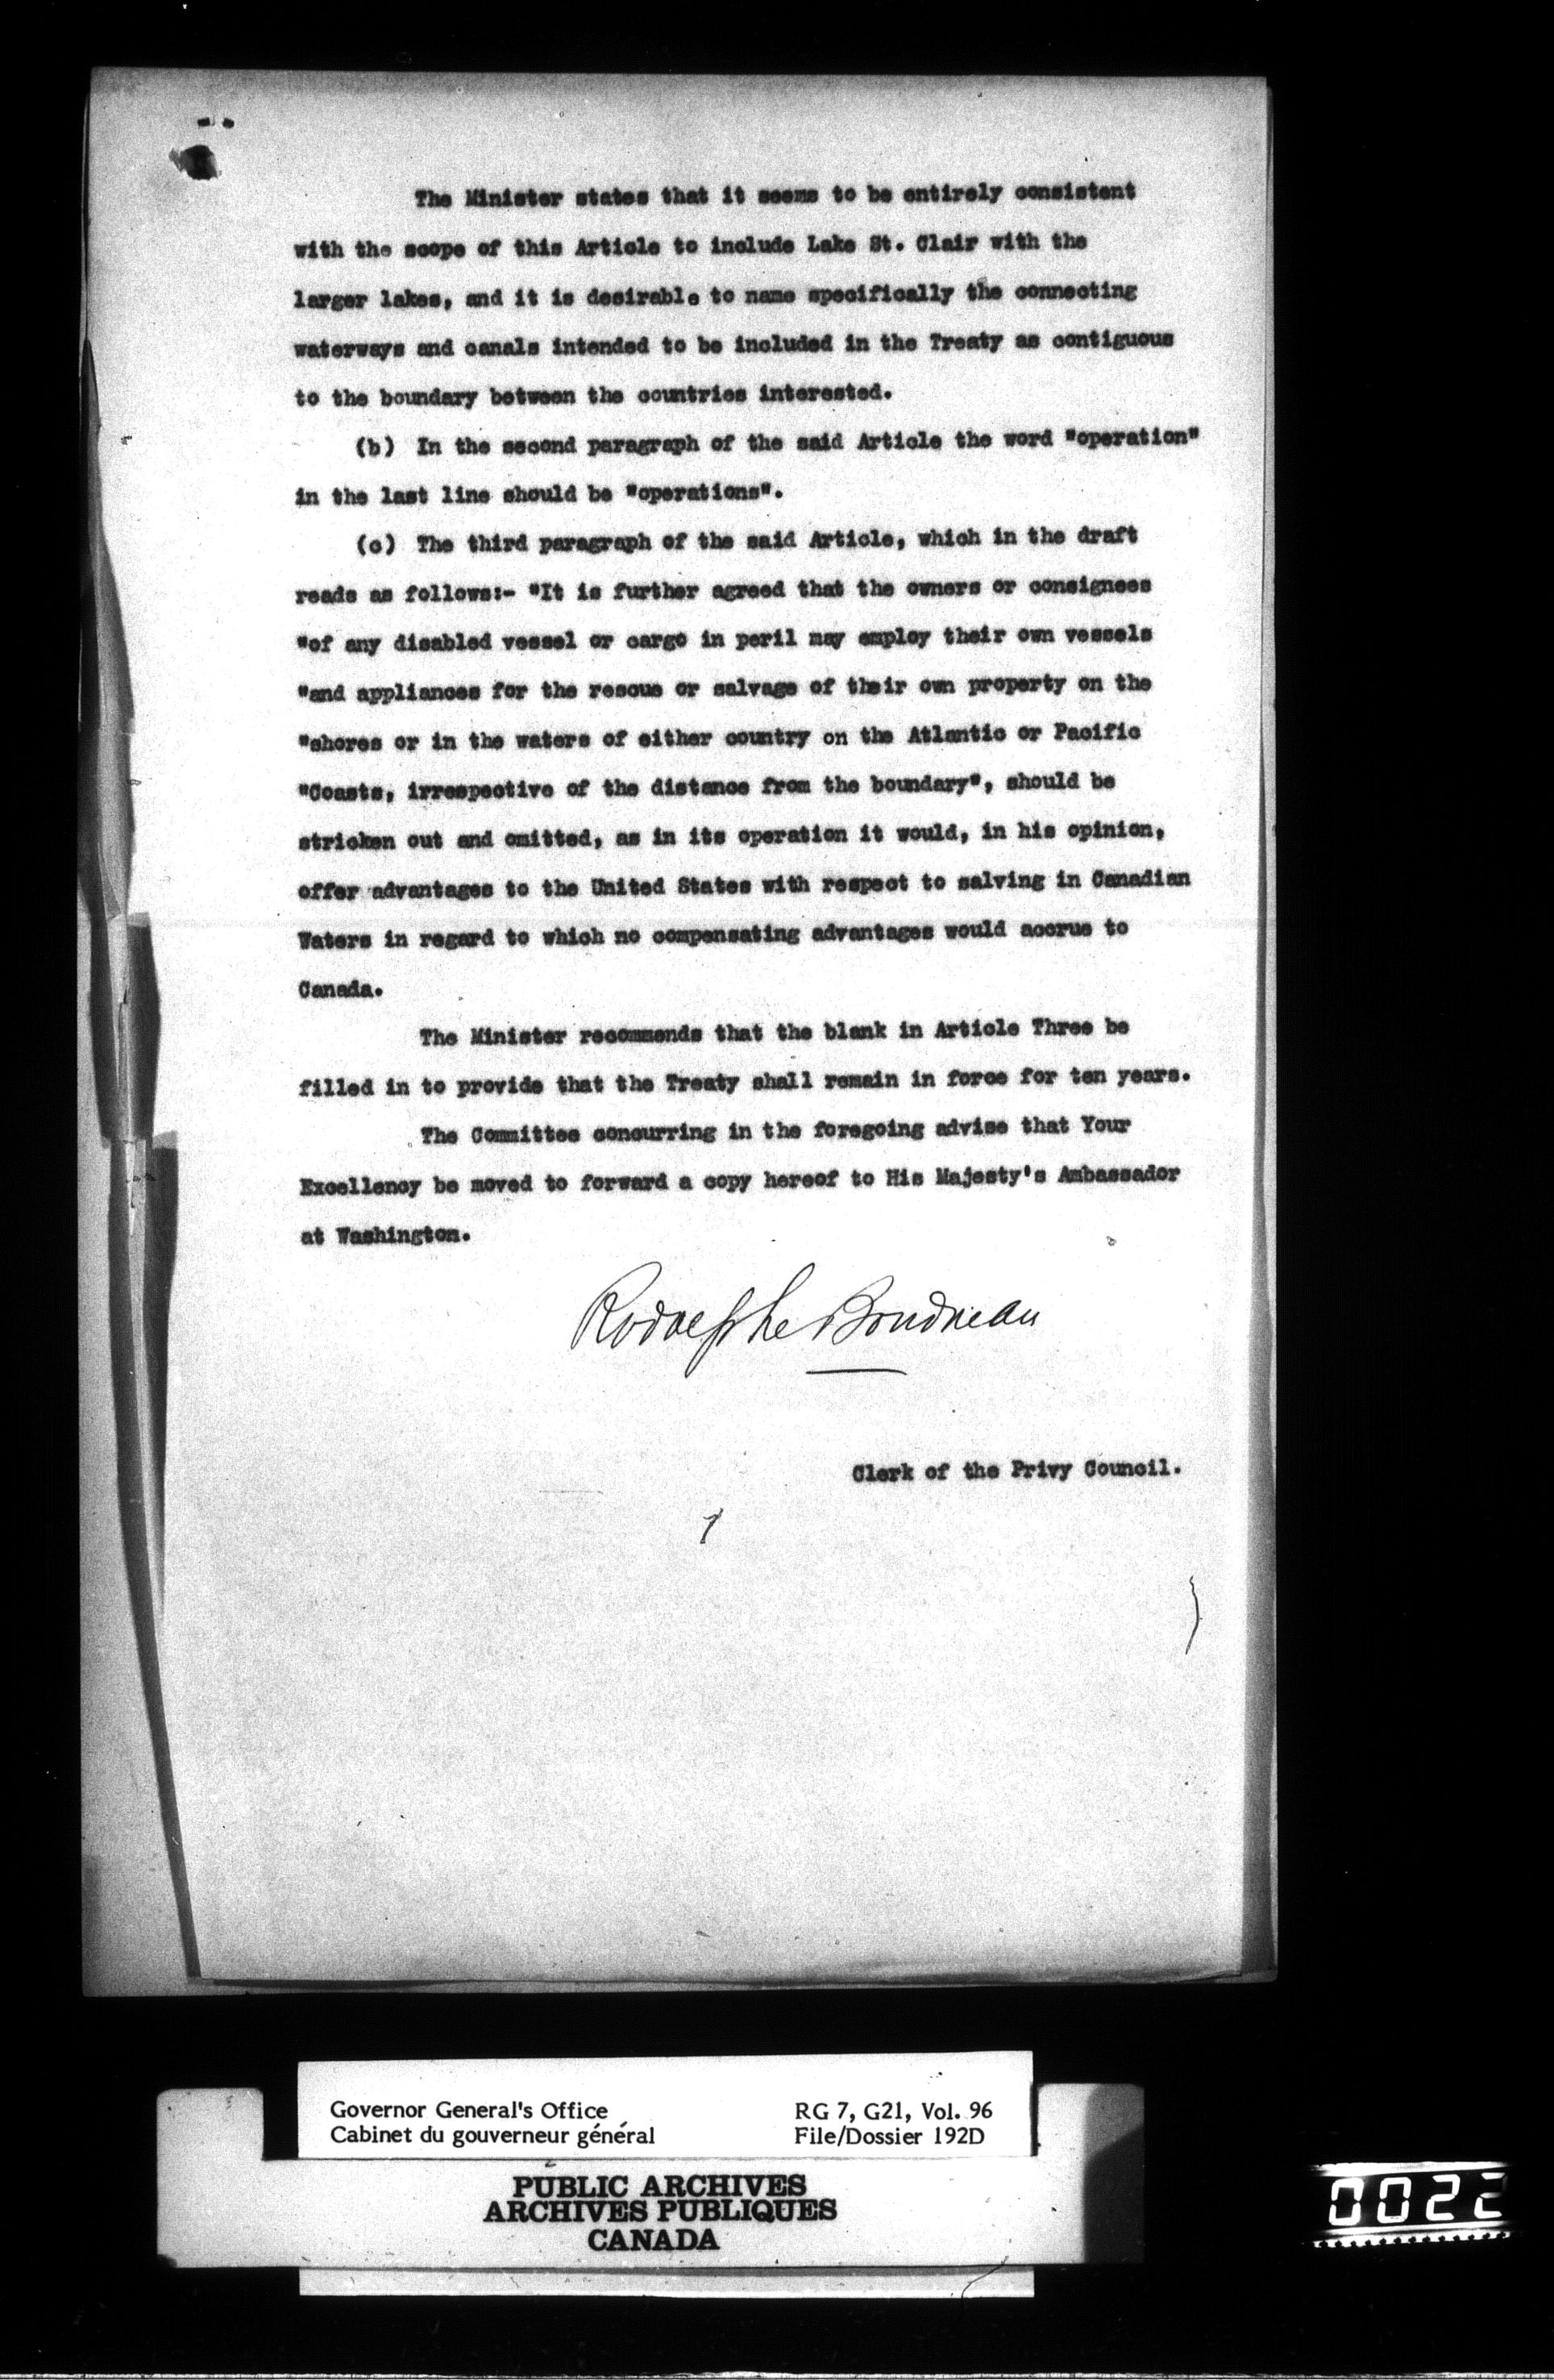 The Minister states that it seems to be entirely consistent
with the scope of this Article to include Lake St. Clair with the
larger lakes, and it is desirable to name specifically the connecting
waterways and canals intended to be included in the Treaty as contiguous
to the boundary between the countries interested.
(b) In the second paragraph of the said Article the word "operation"
in the last line should be "operations".
(c) The third paragraph of the said Article, which in the draft
reads as follows:- "It is further agreed that the owners or consignees
"of any disabled vessel or cargo in peril may employ their own vessels
"and appliances for the rescue or salvage of their own property on the
"shores or in the waters of either country on the Atlantic or Pacific
"Coasts, irrespective of the distance from the boundary", should be
stricken out and omitted, as in its operation it would, in his opinion,
offer advantages to the United States with respect to salving in Canadian
Waters in regard to which no compensating advantages would accrue to
Canada.
The Minister recommends that the blank in Article Three be
filled in to provide that the Treaty shall remain in force for ten years.
The Committee concurring in the foregoing advise that Your
Excellency be moved to forward a copy hereof to His Majesty's Ambassador
at Washington.
Rodolphe Boudreau
Clerk of the Privy Council.
Governor General's Office RG 7, G21, Vol. 96
Cabinet du gouverneur général File/Dossier 192D
PUBLIC ARCHIVES
ARCHIVES PUBLIQUES
CANADA
0022